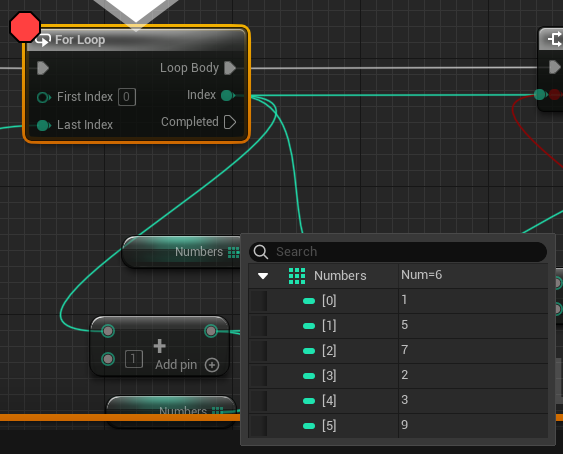 For Loop
Loop Body
First Index 0
Index
Last Index
Completed
Search
Numbers
Numbers Num=6
[0] 1
[1] 5
[2] 7
1
Add pin
[3] 2
[4] 3
Numbers
[5] 9